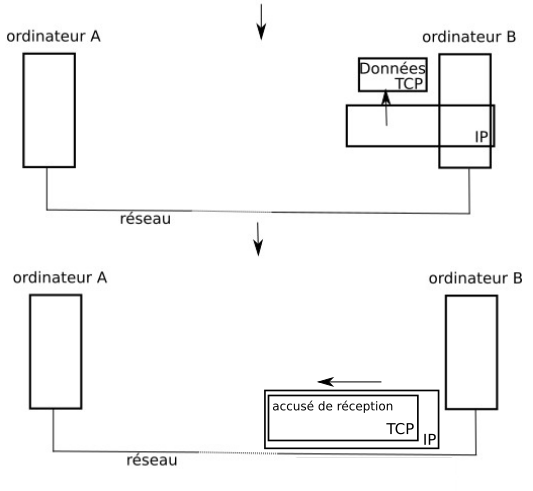 ordinateur A
ordinateur B
Données
TCP
IP
réseau
ordinateur A
ordinateur B
accusé de réception
TCP
IP
réseau